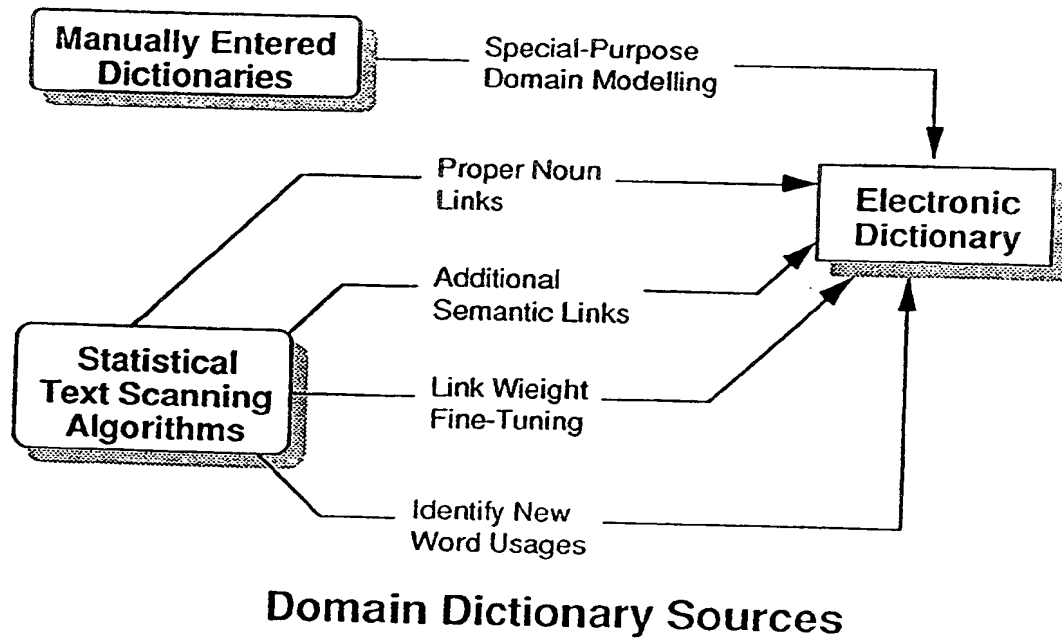 Manually Entered
Dictionaries
Special-Purpose
Domain Modelling
Proper Noun
Links
Electronic
Dictionary
Additional
Semantic Links
Statistical
Text Scanning
Algorithms
Link Wieight
Fine-Tuning
Identify New
Word Usages
Domain Dictionary Sources